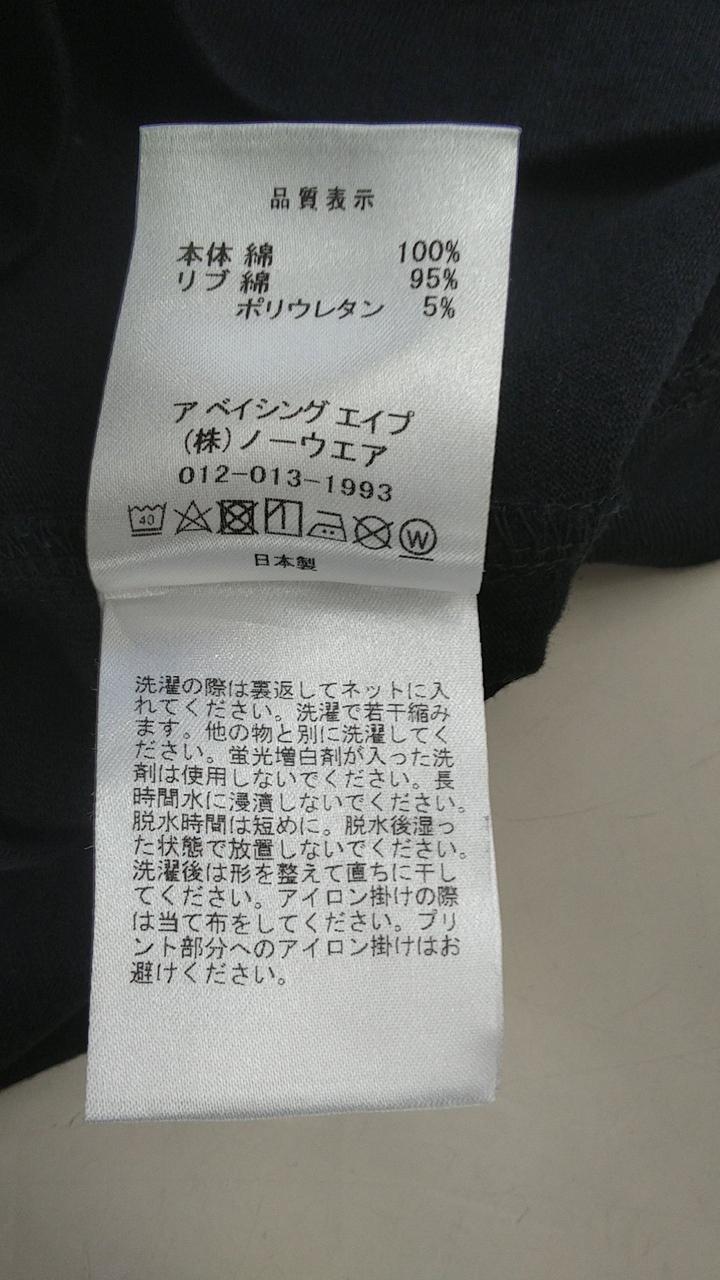 品質表示
本体 綿 100%
リブ 綿 95%
ポリウレタン 5%
ア ベイシング エイプ
(株)ノーウエア
012-013-1993
40
W
日本製
洗濯の際は裏返してネットに入
れてください。洗濯で若干縮み
ます。他の物と別に洗濯してく
ださい。蛍光増白剤が入った洗
剤は使用しないでください。長
時間水に浸漬しないでください。
脱水時間は短めに。脱水後湿っ
た状態で放置しないでください。
洗濯後は形を整えて直ちに干し
てください。アイロン掛けの際
は当て布をしてください。プリ
ント部分へのアイロン掛けはお
避けください。